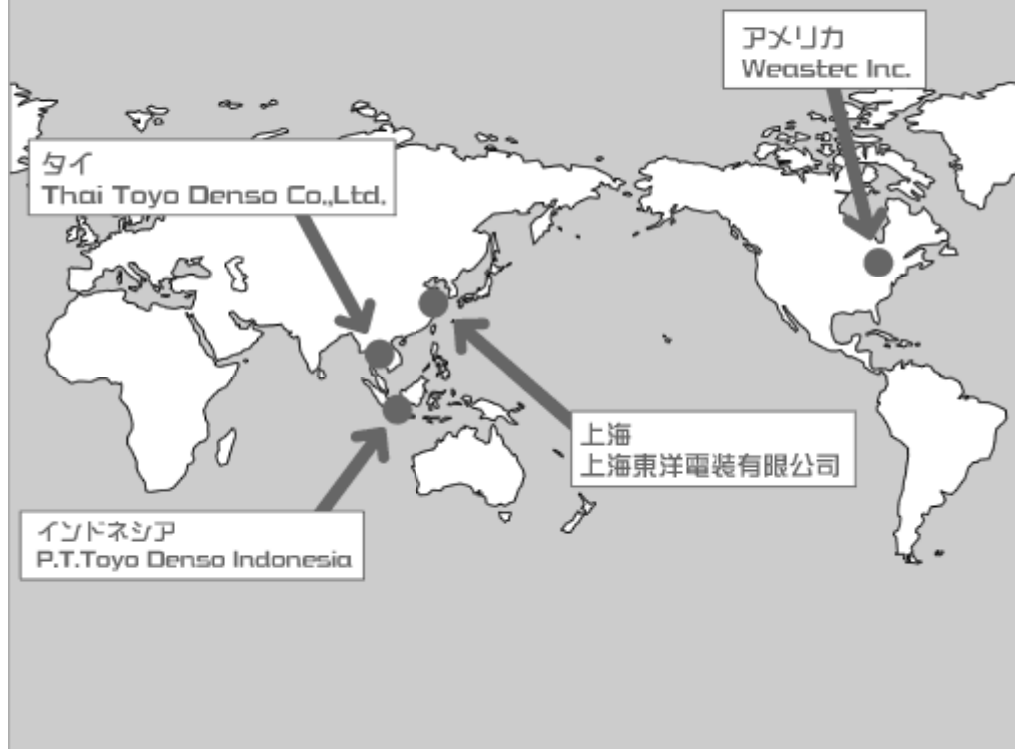 アメリカ
Weastec Inc.
タイ
Thai Toyo Denso Co.,Ltd.
上海
上海東洋電装有限公司
インドネシア
P.T.Toyo Denso Indonesia